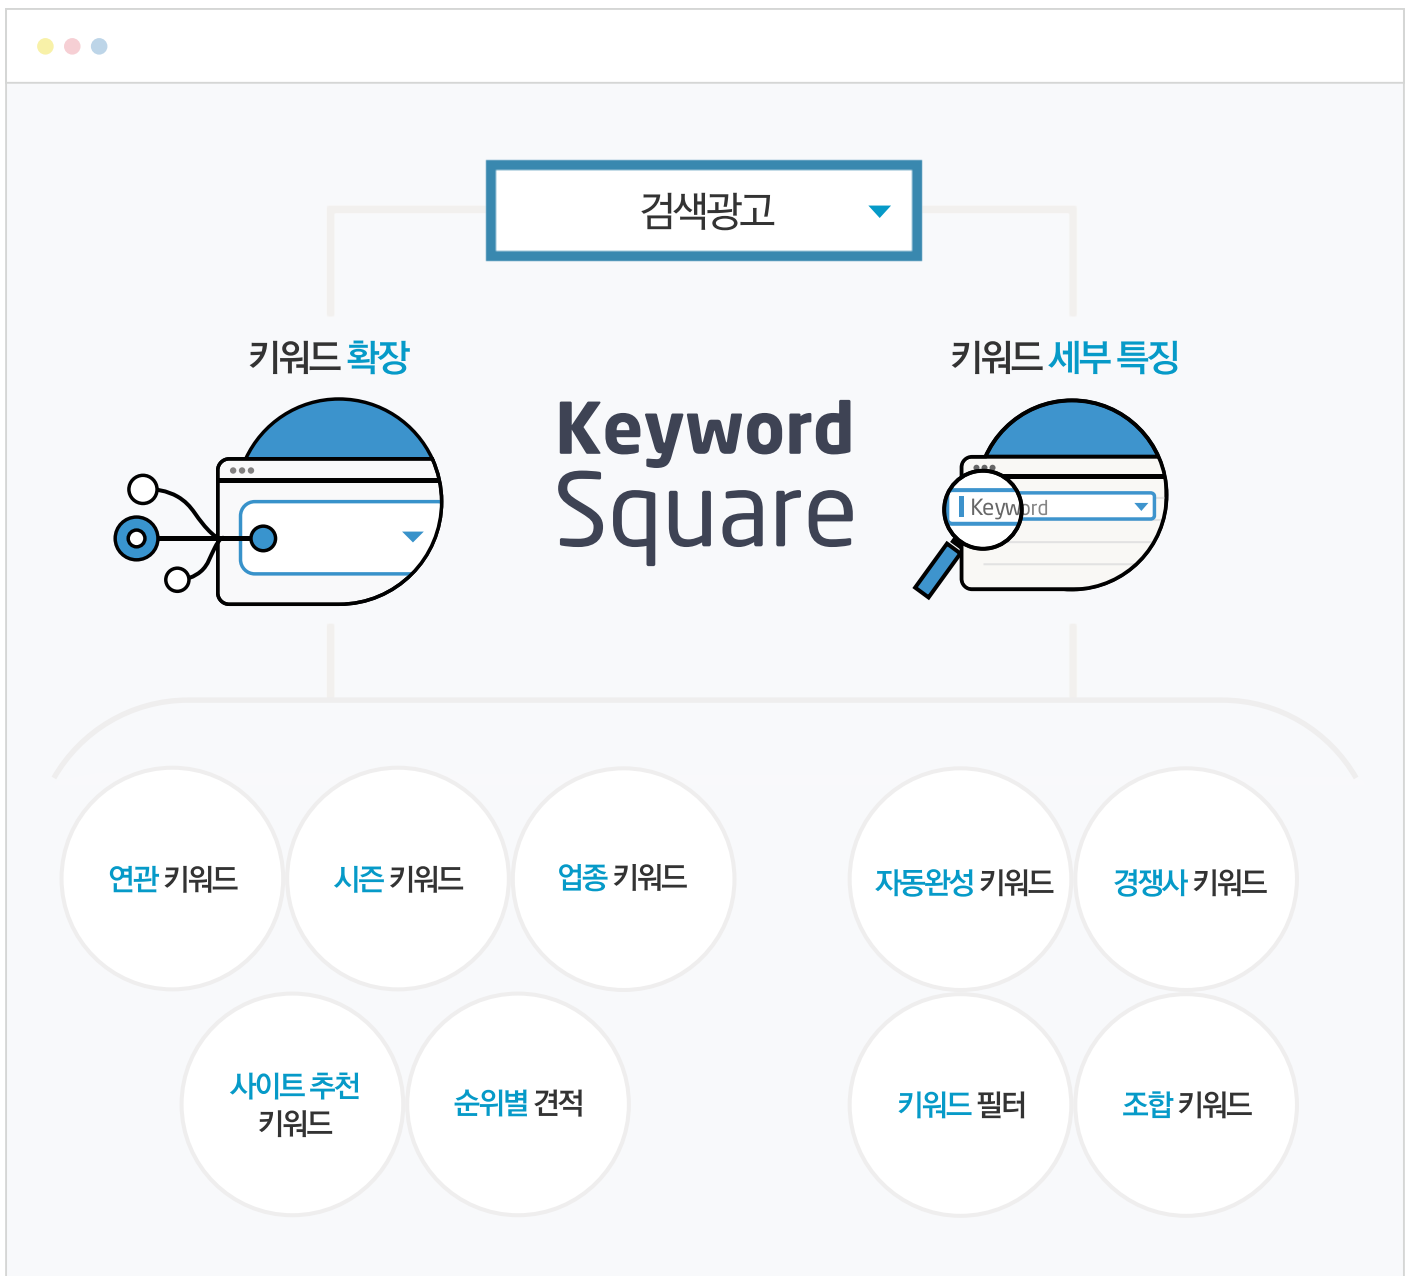 검색광고
키워드 확장
키워드 세부 특징
Keyword
Square
Keyword
연관 키워드
시즌 키워드
업종 키워드
자동완성 키워드
경쟁사 키워드
사이트 추천
키워드
순위별 견적
키워드 필터
조합 키워드